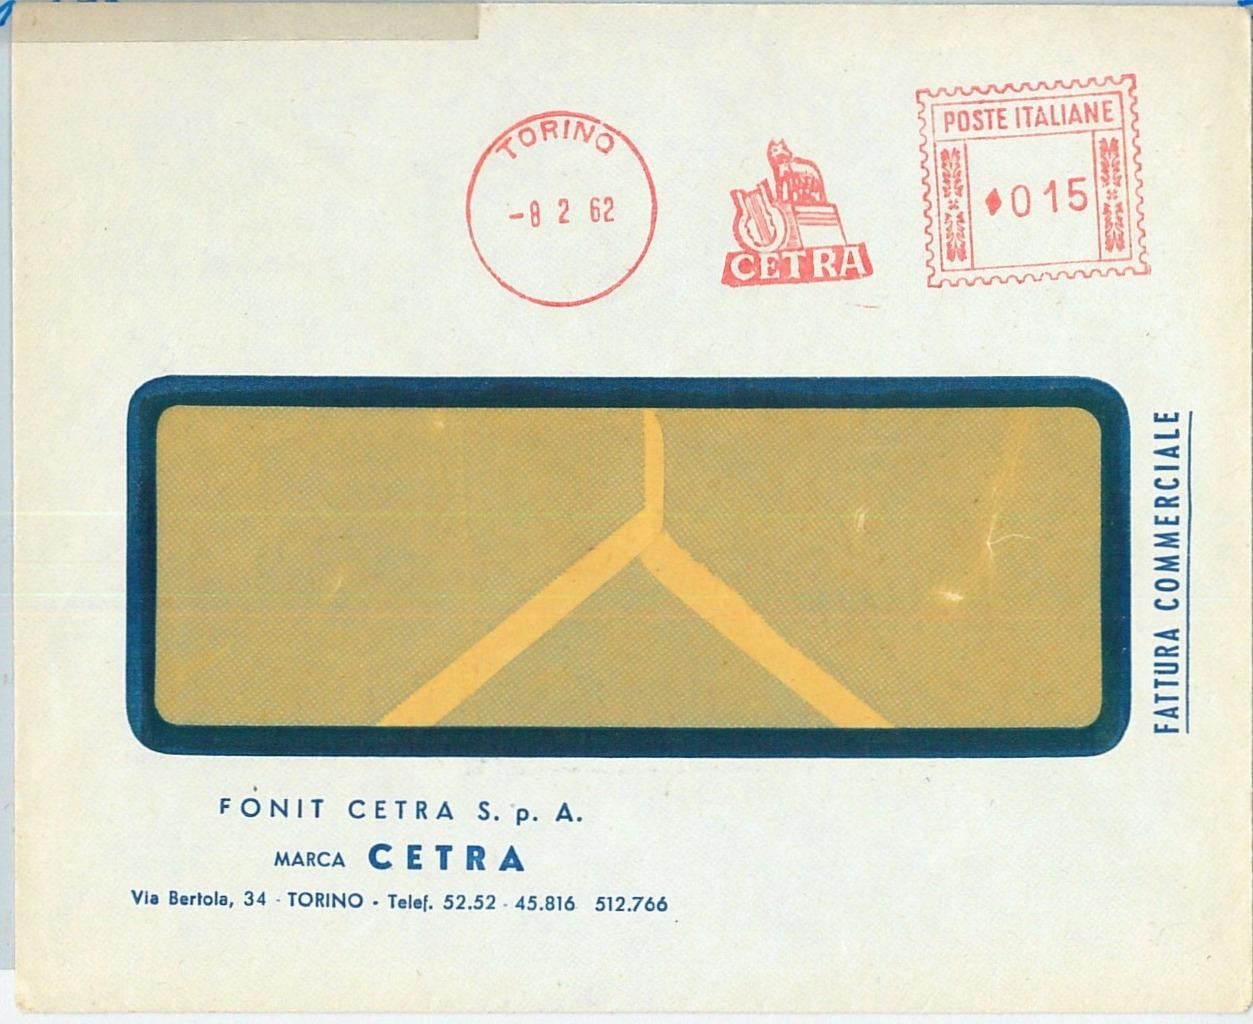 TORINO
-8 2 62
CETRA
POSTE ITALIANE
♦015
FATTURA COMMERCIALE
FONIT CETRA S. p. A.
MARCA CETRA
Via Bertola, 34 - TORINO - Telef. 52.52 - 45.816 512.766